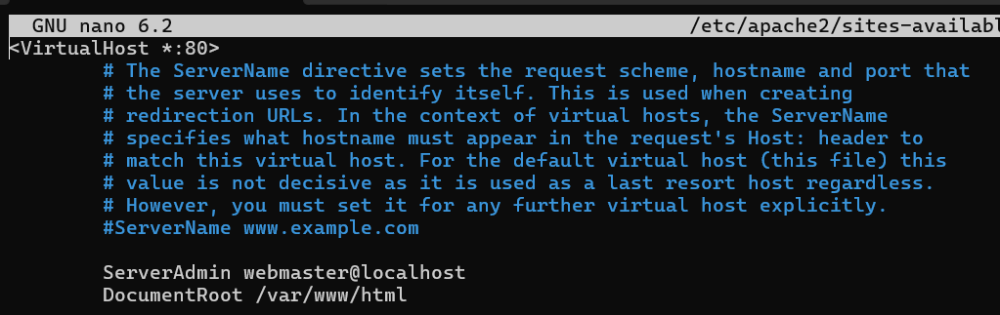 GNU nano 6.2 /etc/apache2/sites-availabl
<VirtualHost *:80>
# The ServerName directive sets the request scheme, hostname and port that
# the server uses to identify itself. This is used when creating
# redirection URLs. In the context of virtual hosts, the ServerName
# specifies what hostname must appear in the request's Host: header to
# match this virtual host. For the default virtual host (this file) this
# value is not decisive as it is used as a last resort host regardless.
# However, you must set it for any further virtual host explicitly.
#ServerName www.example.com
ServerAdmin webmaster@localhost
DocumentRoot /var/www/html